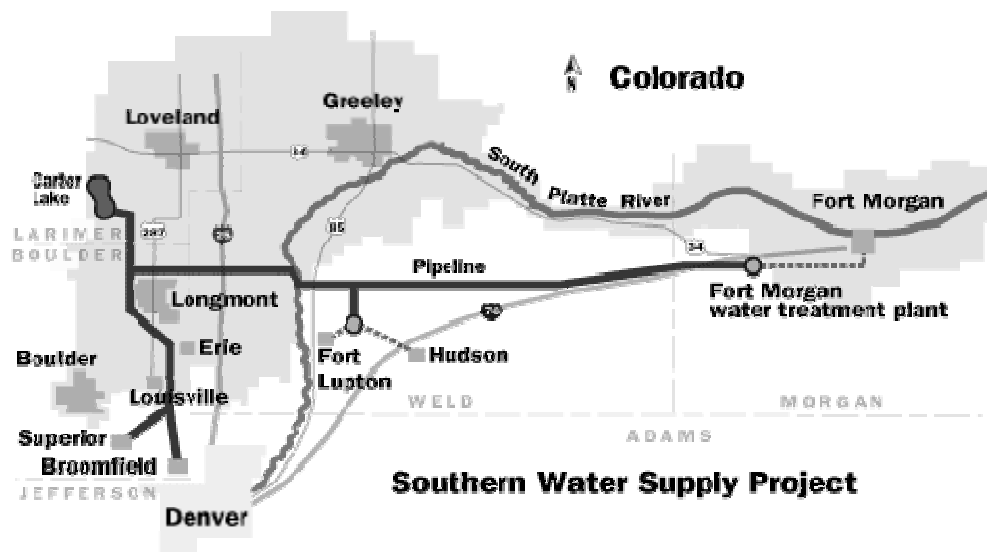 Colorado
N
Greeley
Loveland
34
South
Platte River
Carter
Lake
Fort Morgan
LARIMER
287
25
85
BOULDER
34
Pipeline
Longmont
Fort Morgan
water treatment plant
76
Erie
Boulder
Fort
Lupton
Hudson
Louisville
WELD
MORGAN
Superior
ADAMS
Broomfield
JEFFERSON
Southern Water Supply Project
Denver